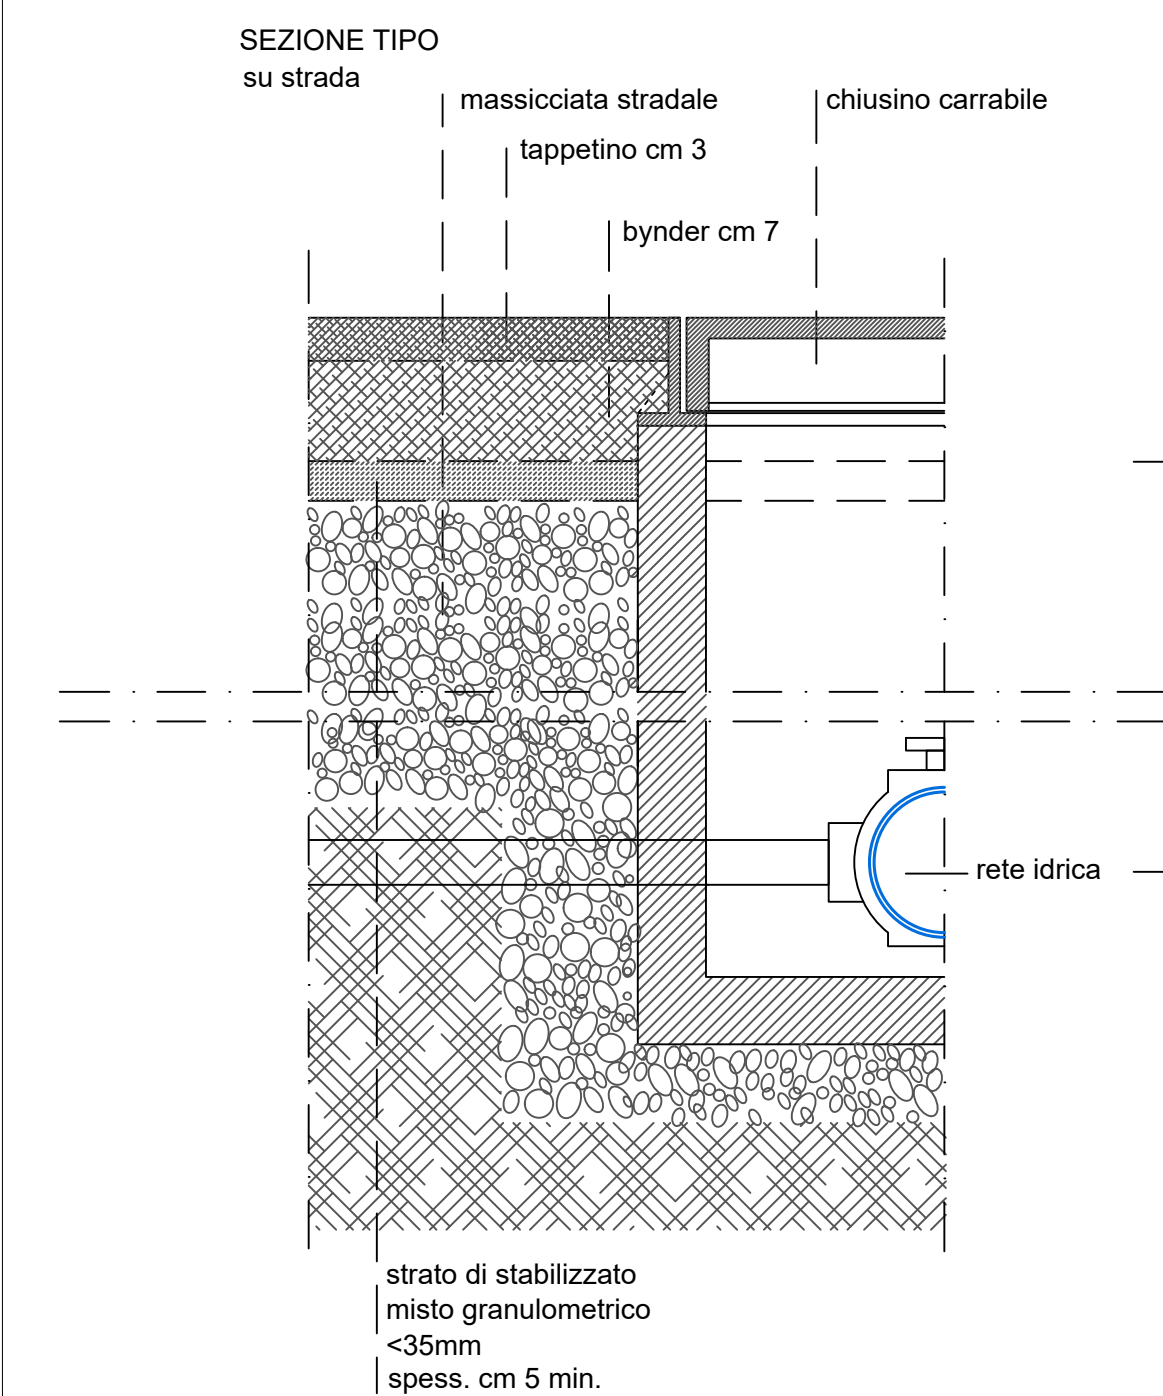 SEZIONE TIPO
su strada
massicciata stradale
chiusino carrabile
tappetino cm 3
bynder cm 7
rete idrica
strato di stabilizzato
misto granulometrico
<35mm
spess. cm 5 min.